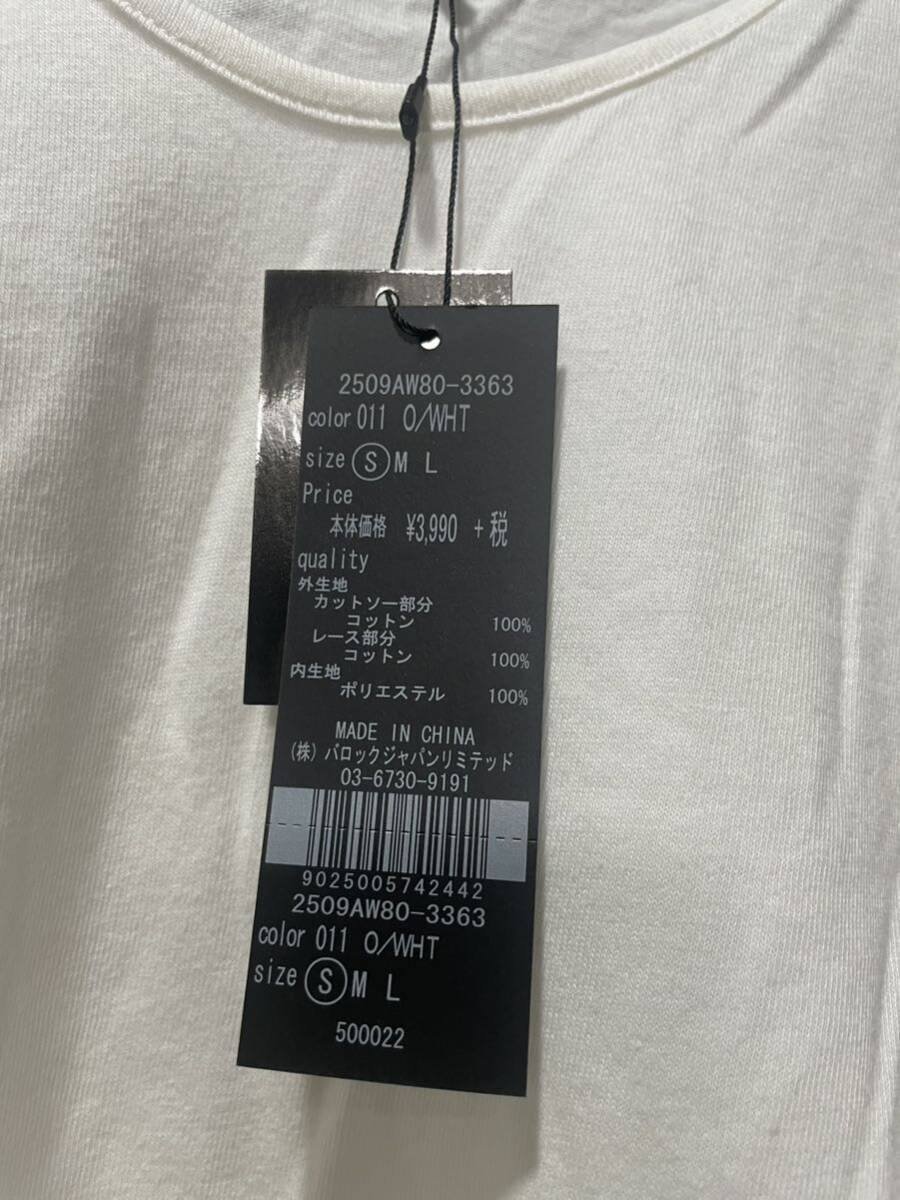 2509AW80-3363
color 011 O/WHT
size Ⓢ M L
Price
本体価格 ¥3,990 +税
quality
外生地
カットソー部分
コットン 100%
レース部分
コットン 100%
内生地
ポリエステル 100%
MADE IN CHINA
(株) バロックジャパンリミテッド
03-6730-9191
9025005742442
2509AW80-3363
color 011 O/WHT
size Ⓢ M L
500022